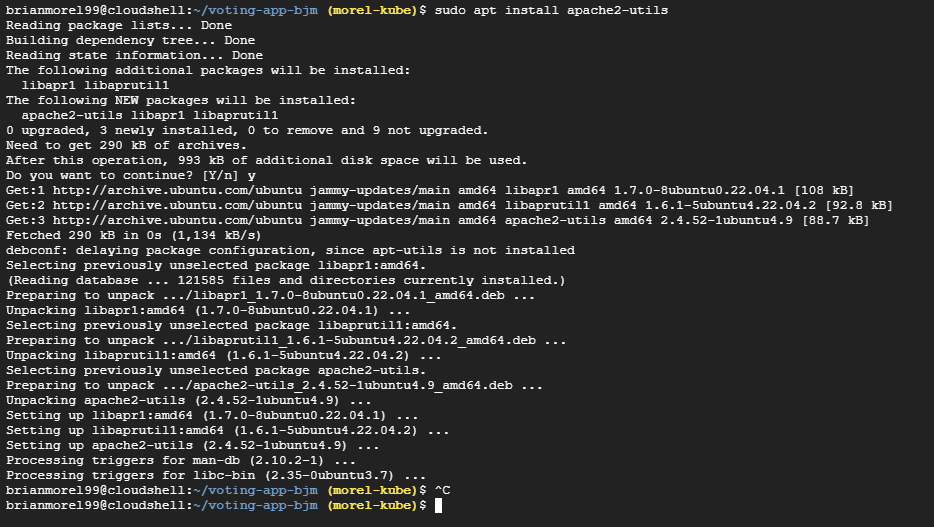 brianmorel99@cloudshell:~/voting-app-bjm (morel-kube)$ sudo apt install apache2-utils
Reading package lists... Done
Building dependency tree... Done
Reading state information... Done
The following additional packages will be installed:
  libapr1 libaprutil1
The following NEW packages will be installed:
  apache2-utils libapr1 libaprutil1
0 upgraded, 3 newly installed, 0 to remove and 9 not upgraded.
Need to get 290 kB of archives.
After this operation, 993 kB of additional disk space will be used.
Do you want to continue? [Y/n] y
Get:1 http://archive.ubuntu.com/ubuntu jammy-updates/main amd64 libapr1 amd64 1.7.0-8ubuntu0.22.04.1 [108 kB]
Get:2 http://archive.ubuntu.com/ubuntu jammy-updates/main amd64 libaprutil1 amd64 1.6.1-5ubuntu4.22.04.2 [92.8 kB]
Get:3 http://archive.ubuntu.com/ubuntu jammy-updates/main amd64 apache2-utils amd64 2.4.52-1ubuntu4.9 [88.7 kB]
Fetched 290 kB in 0s (1,134 kB/s)
debconf: delaying package configuration, since apt-utils is not installed
Selecting previously unselected package libapr1:amd64.
(Reading database ... 121585 files and directories currently installed.)
Preparing to unpack .../libapr1_1.7.0-8ubuntu0.22.04.1_amd64.deb ...
Unpacking libapr1:amd64 (1.7.0-8ubuntu0.22.04.1) ...
Selecting previously unselected package libaprutil1:amd64.
Preparing to unpack .../libaprutil1_1.6.1-5ubuntu4.22.04.2_amd64.deb ...
Unpacking libaprutil1:amd64 (1.6.1-5ubuntu4.22.04.2) ...
Selecting previously unselected package apache2-utils.
Preparing to unpack .../apache2-utils_2.4.52-1ubuntu4.9_amd64.deb ...
Unpacking apache2-utils (2.4.52-1ubuntu4.9) ...
Setting up libapr1:amd64 (1.7.0-8ubuntu0.22.04.1) ...
Setting up libaprutil1:amd64 (1.6.1-5ubuntu4.22.04.2) ...
Setting up apache2-utils (2.4.52-1ubuntu4.9) ...
Processing triggers for man-db (2.10.2-1) ...
Processing triggers for libc-bin (2.35-0ubuntu3.7) ...
brianmorel99@cloudshell:~/voting-app-bjm (morel-kube)$ ^C
brianmorel99@cloudshell:~/voting-app-bjm (morel-kube)$